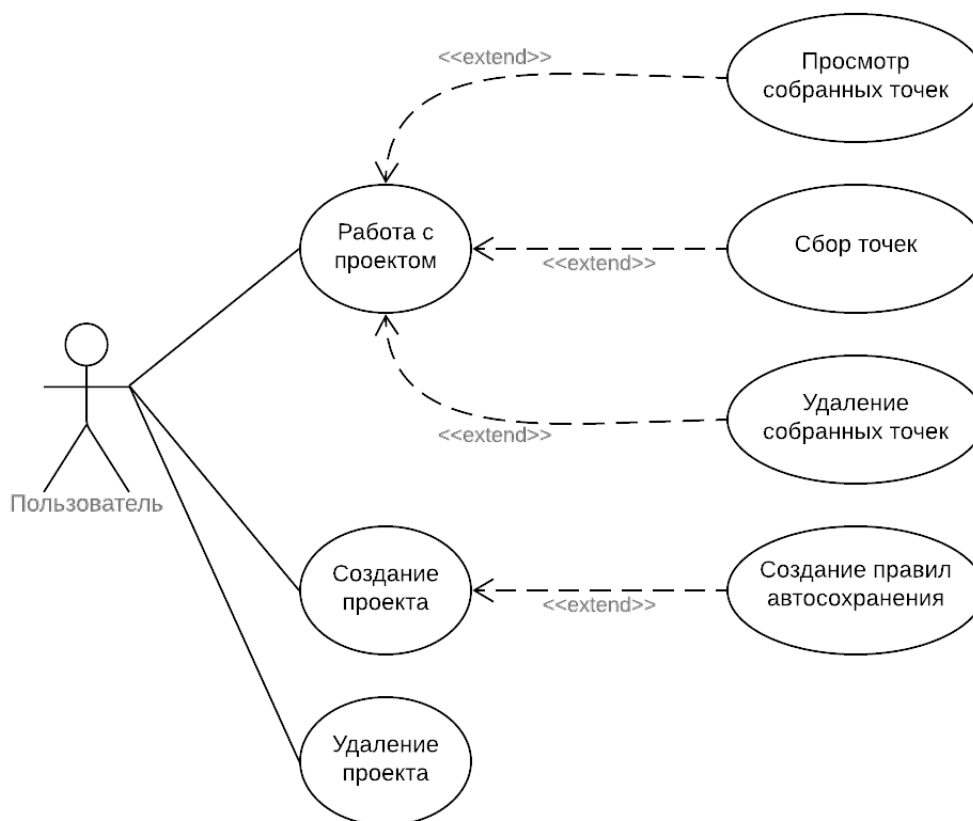 <<extend>>
Просмотр
собранных точек
Работа с
проектом
<<extend>>
Сбор точек
<<extend>>
Удаление
собранных точек
Пользователь
Создание
проекта
<<extend>>
Создание правил
автосохранения
Удаление
проекта